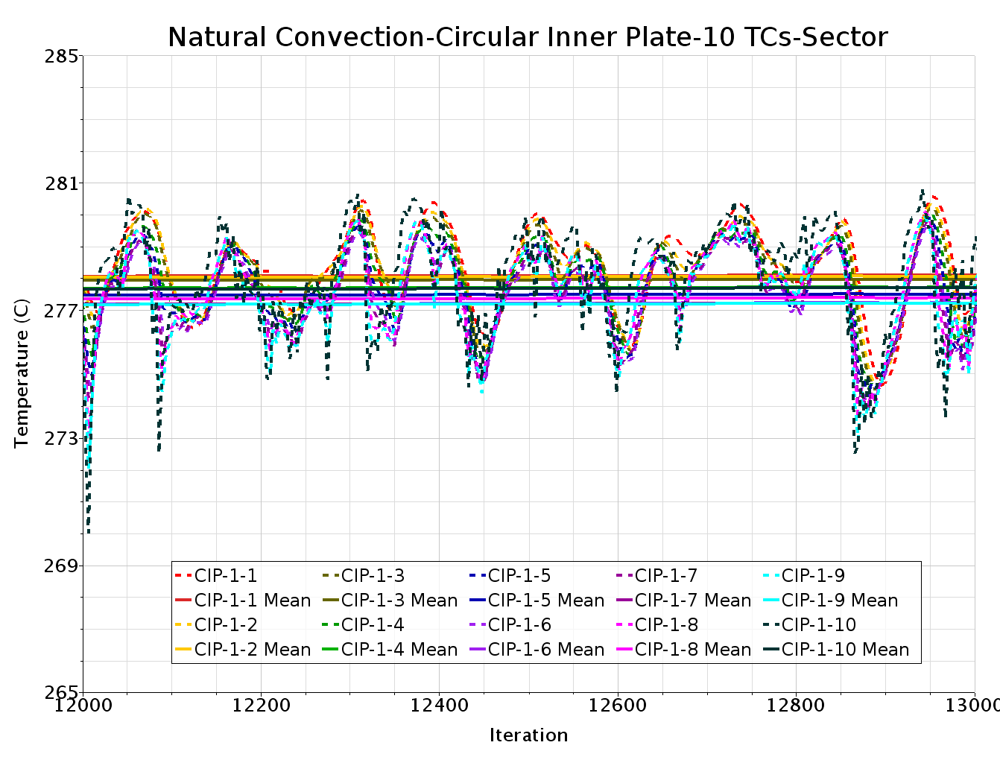 Natural Convection-Circular Inner Plate-10 TCs-Sector
285
281
277
273
269
265
Temperature (C)
CIP-1-1 CIP-1-3 CIP-1-5 CIP-1-7 CIP-1-9
CIP-1-1 Mean CIP-1-3 Mean CIP-1-5 Mean CIP-1-7 Mean CIP-1-9 Mean
CIP-1-2 CIP-1-4 CIP-1-6 CIP-1-8 CIP-1-10
CIP-1-2 Mean CIP-1-4 Mean CIP-1-6 Mean CIP-1-8 Mean CIP-1-10 Mean
12000 12200 12400 12600 12800 13000
Iteration